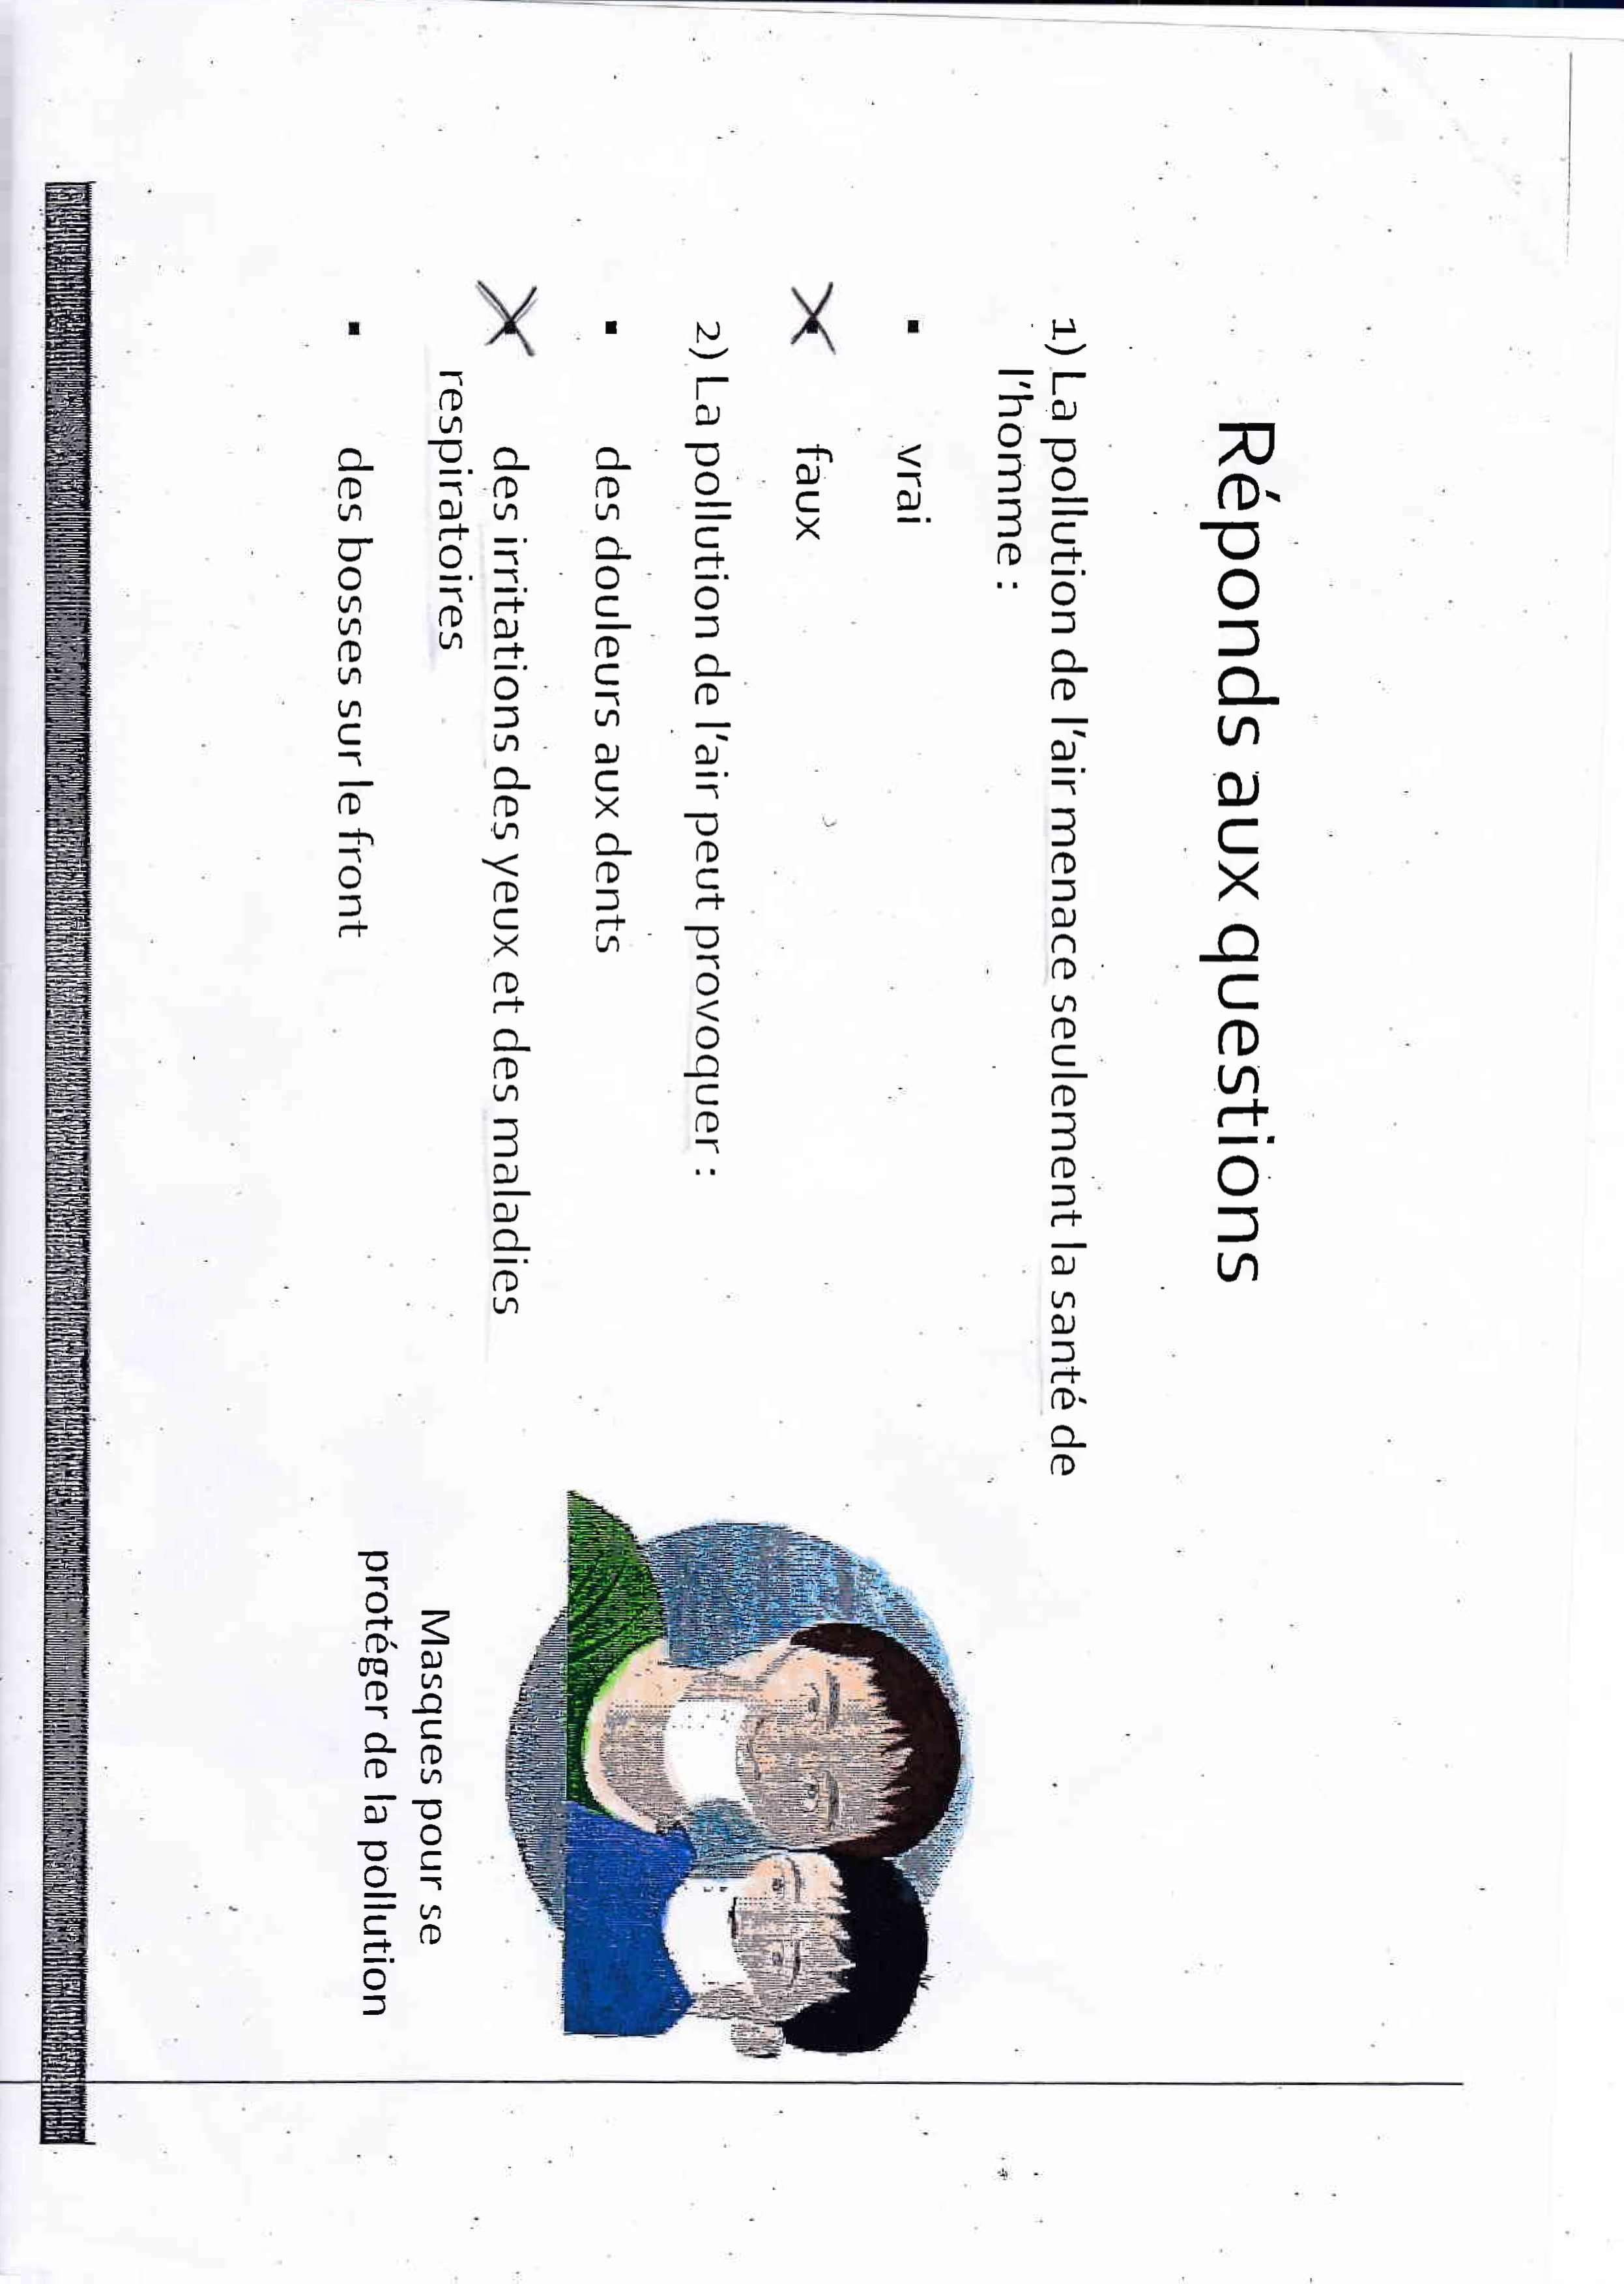 Réponds aux questions
1) La pollution de l'air menace seulement la santé de
l'homme :
▪ vrai
▪ faux
2) La pollution de l'air peut provoquer :
▪ des douleurs aux dents
▪ des irritations des yeux et des maladies
respiratoires
▪ des bosses sur le front
Masques pour se
protéger de la pollution